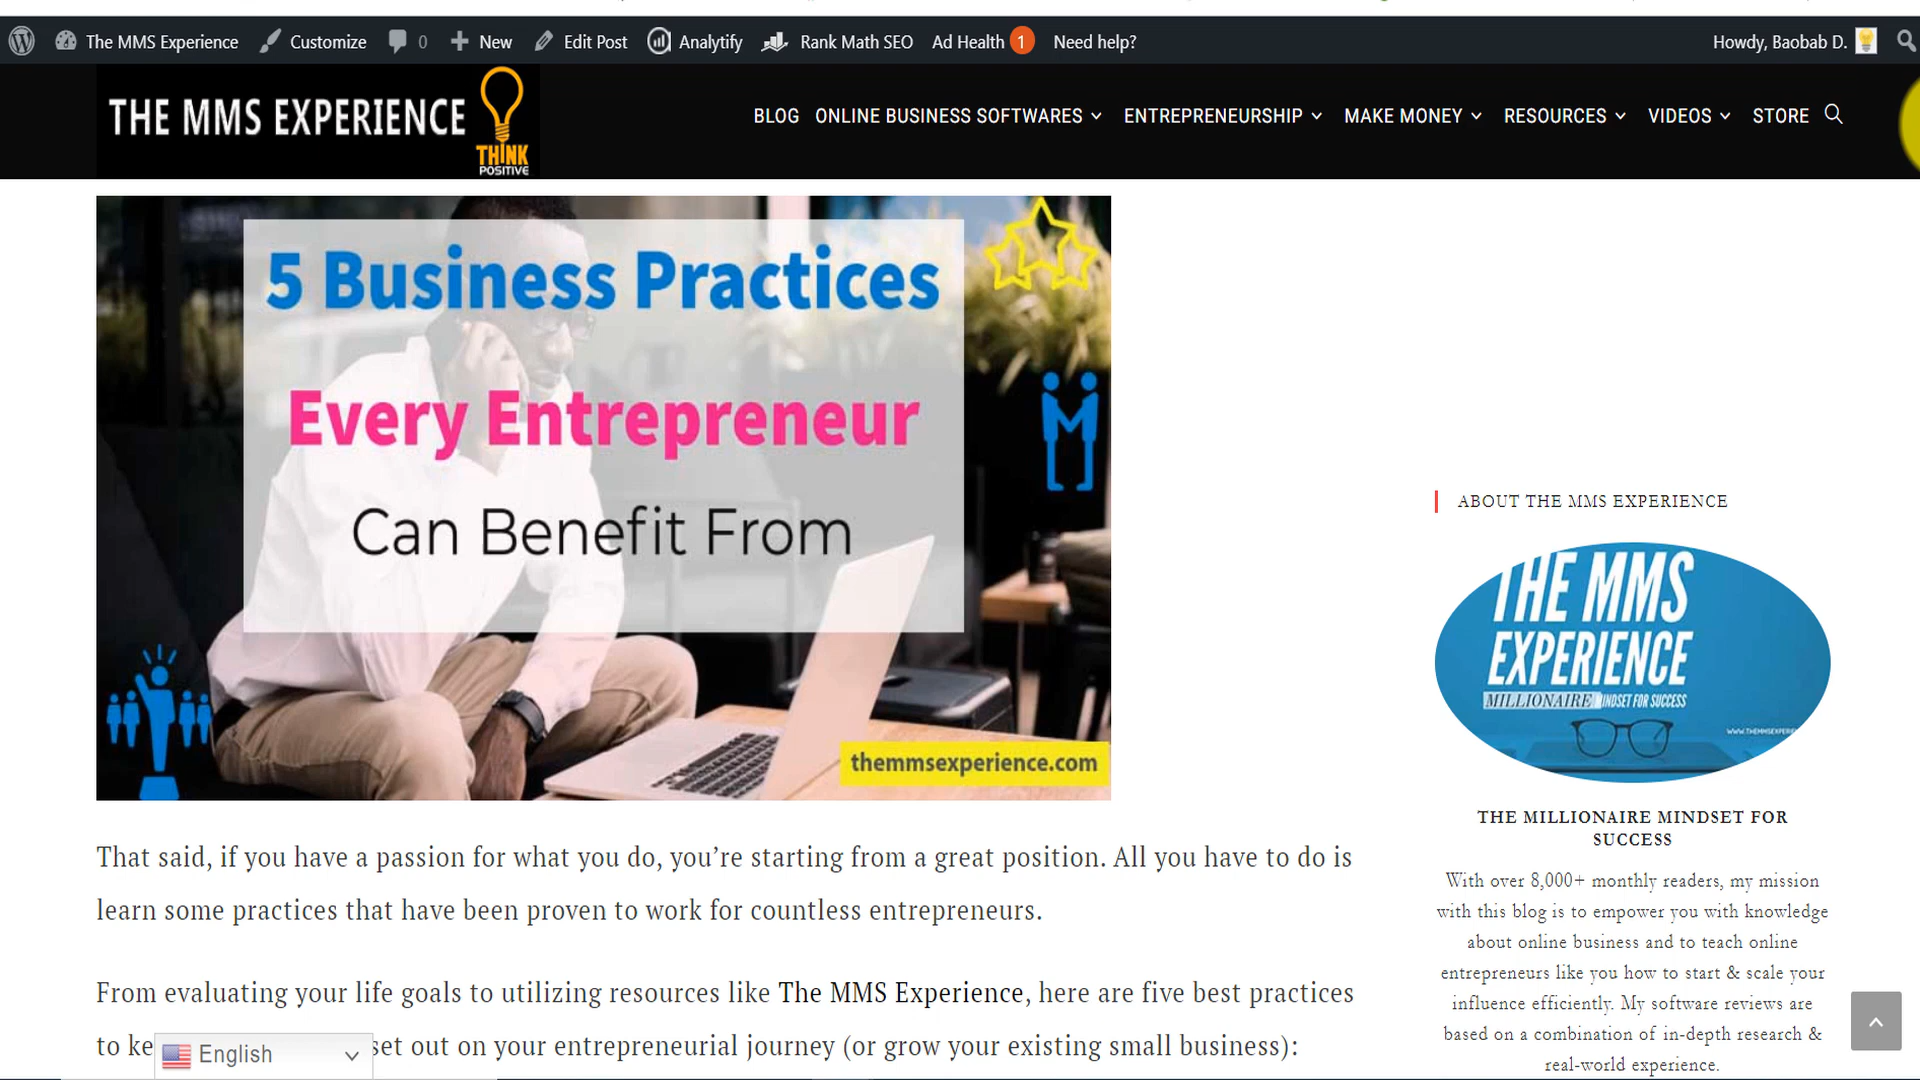 The MMS Experience Customize 0 New Edit Post Analytify Rank Math SEO Ad Health 1 Need help? Howdy, Baobab D.
THE MMS EXPERIENCE
THINK
POSITIVE
BLOG ONLINE BUSINESS SOFTWARES ENTREPRENEURSHIP MAKE MONEY RESOURCES VIDEOS STORE
5 Business Practices
Every Entrepreneur
Can Benefit From
themmsexperience.com
That said, if you have a passion for what you do, you’re starting from a great position. All you have to do is
learn some practices that have been proven to work for countless entrepreneurs.
From evaluating your life goals to utilizing resources like The MMS Experience, here are five best practices
to ke set out on your entrepreneurial journey (or grow your existing small business):
English
ABOUT THE MMS EXPERIENCE
THE MMS
EXPERIENCE
MILLIONAIRE MINDSET FOR SUCCESS
THE MILLIONAIRE MINDSET FOR
SUCCESS
With over 8,000+ monthly readers, my mission
with this blog is to empower you with knowledge
about online business and to teach online
entrepreneurs like you how to start & scale your
influence efficiently. My software reviews are
based on a combination of in-depth research &
real-world experience.